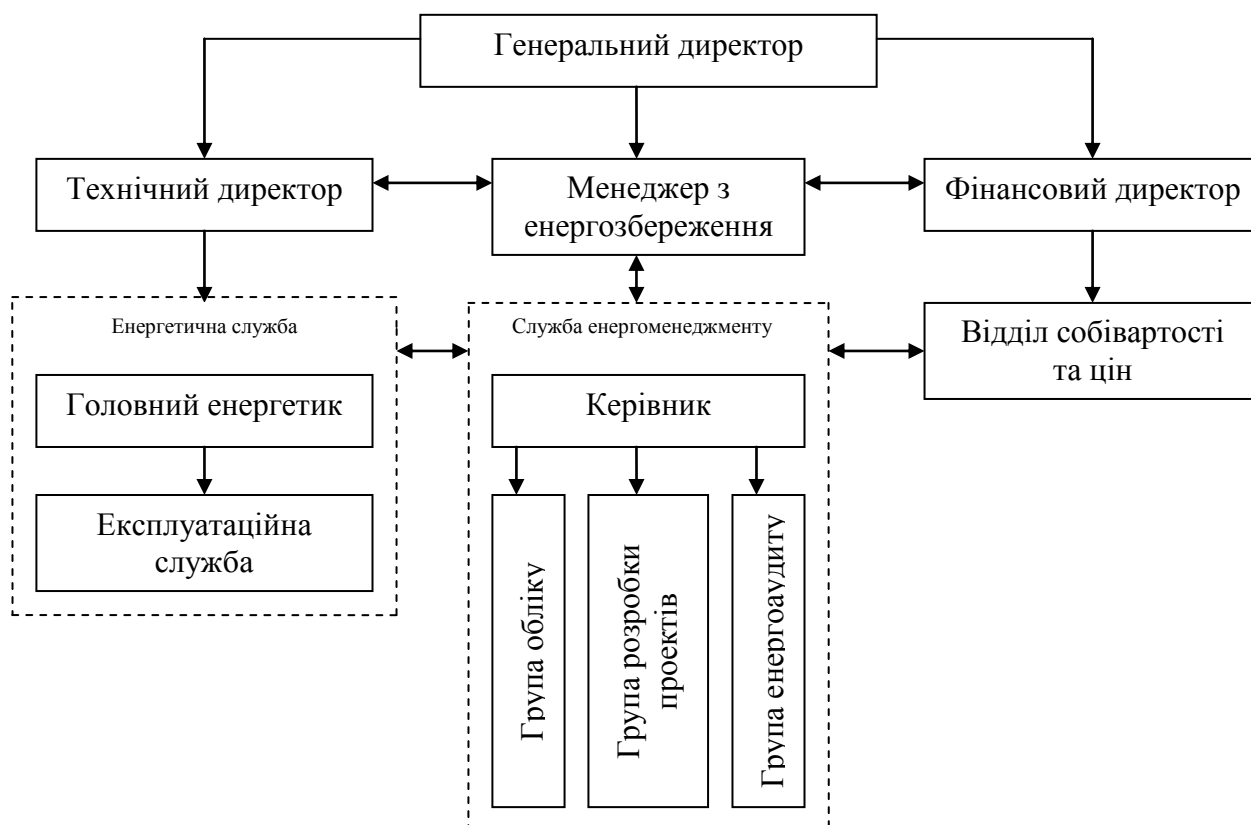 Генеральний директор
Технічний директор
Менеджер з
енергозбереження
Фінансовий директор
Енергетична служба
Служба енергоменеджменту
Відділ собівартості
та цін
Головний енергетик
Керівник
Експлуатаційна
служба
Група обліку
Група розробки
проектів
Група енергоаудиту